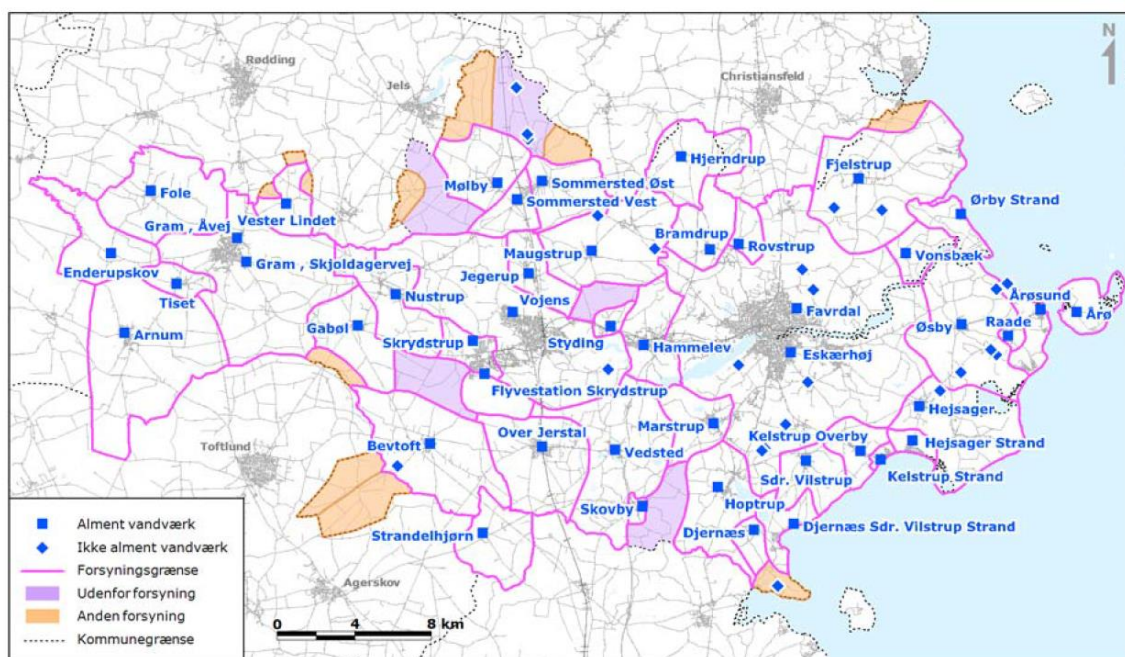 Rødding
N
Jels
Christiansfeld
Hjerndrup
Fjelstrup
Fole
Mølby
Sommersted Øst
Sommersted Vest
Ørby Strand
Gram , Åvej
Vester Lindet
Bramdrup
Rovstrup
Enderupskov
Gram , Skjoldagervej
Maugstrup
Vonsbæk
Tiset
Jegerup
Nustrup
Vojens
Favrdal
Årøsund
Årø
Arnum
Gabøl
Skrydstrup
Styding
Hammelev
Øsby
Raade
Eskærhøj
Flyvestation Skrydstrup
Hejsager
Toftlund
Bevtoft
Over Jerstal
Marstrup
Kelstrup Overby
Hejsager Strand
Vedsted
Sdr. Vilstrup
Kelstrup Strand
Skovby
Hoptrup
Strandelhjørn
Djernæs
Djernæs Sdr. Vilstrup Strand
Agerskov
Alment vandværk
Ikke alment vandværk
Forsyningsgrænse
Udenfor forsyning
Anden forsyning
Kommunegrænse
0 4 8 km